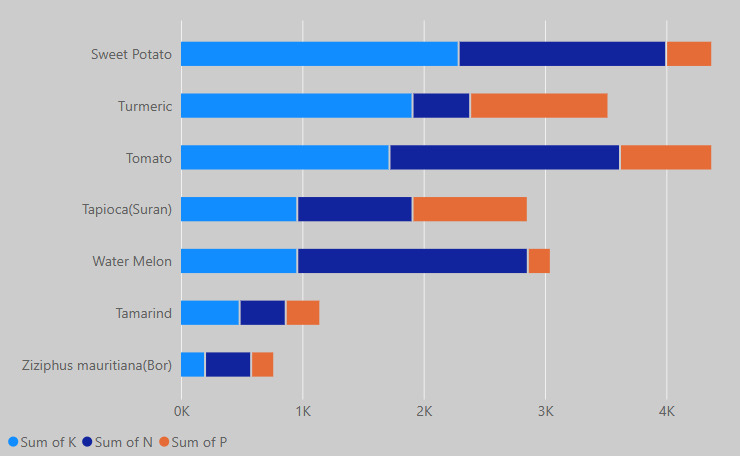 Sweet Potato
Turmeric
Tomato
Tapioca(Suran)
Water Melon
Tamarind
Ziziphus mauritiana(Bor)
0K 1K 2K 3K 4K
Sum of K Sum of N Sum of P